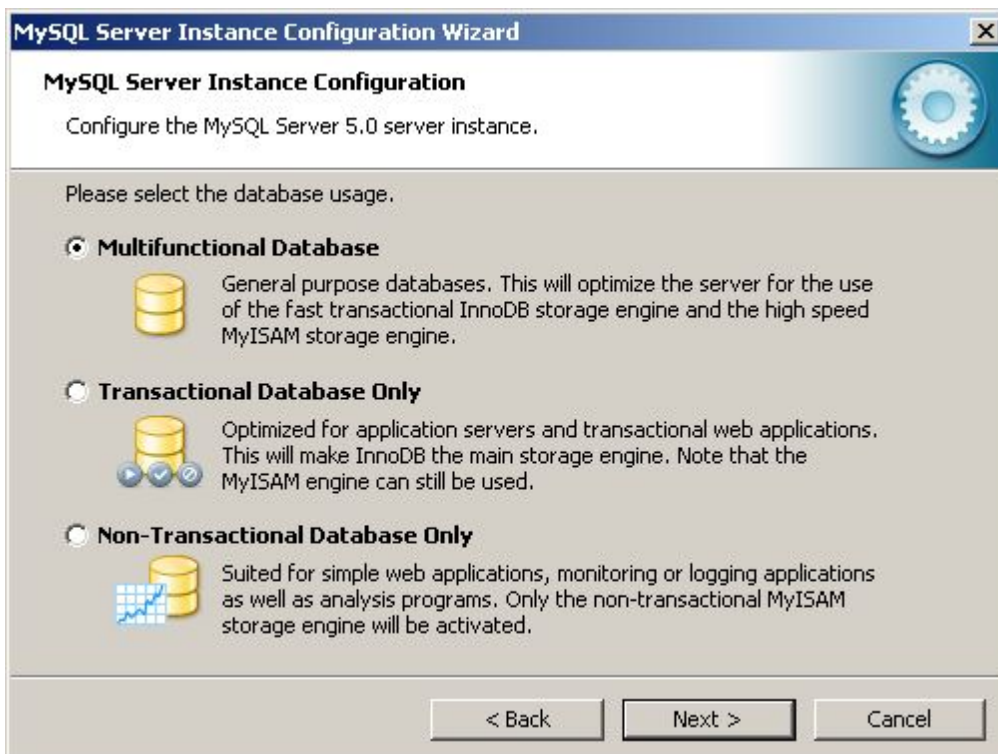 MySQL Server Instance Configuration Wizard
MySQL Server Instance Configuration
Configure the MySQL Server 5.0 server instance.
Please select the database usage.
Multifunctional Database
General purpose databases. This will optimize the server for the use
of the fast transactional InnoDB storage engine and the high speed
MyISAM storage engine.
Transactional Database Only
Optimized for application servers and transactional web applications.
This will make InnoDB the main storage engine. Note that the
MyISAM engine can still be used.
Non-Transactional Database Only
Suited for simple web applications, monitoring or logging applications
as well as analysis programs. Only the non-transactional MyISAM
storage engine will be activated.
< Back
Next >
Cancel